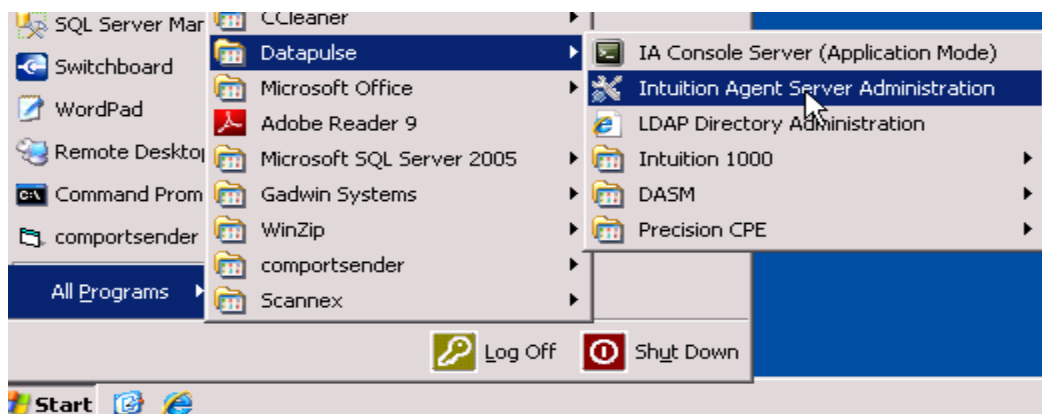 SQL Server Mar
Switchboard
WordPad
Remote Desktop
Command Prom
comportsender
All Programs
CCleaner
Datapulse
Microsoft Office
Adobe Reader 9
Microsoft SQL Server 2005
Gadwin Systems
WinZip
comportsender
Scannex
IA Console Server (Application Mode)
Intuition Agent Server Administration
LDAP Directory Administration
Intuition 1000
DASM
Precision CPE
Log Off
Shut Down
Start